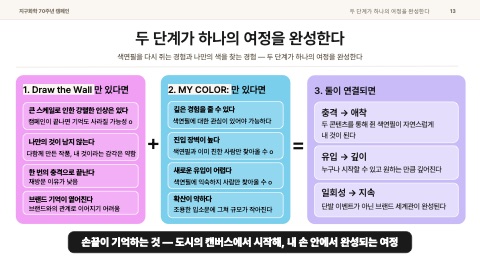 지구화학 70주년 캠페인
두 단계가 하나의 여정을 완성한다
13
두 단계가 하나의 여정을 완성한다
색연필을 다시 쥐는 경험과 나만의 색을 찾는 경험 — 두 단계가 하나의 여정을 완성한다
1. Draw the Wall 만 있다면
큰 스케일로 인한 강렬한 인상은 있다
캠페인이 끝나면 기억도 사라질 가능성 o
나만의 것이 남지 않는다
다함께 만든 작품, 내 것이라는 감각은 약함
한 번의 충격으로 끝난다
재방문 이유가 낮음
브랜드 기억이 옅어진다
브랜드와의 관계로 이어지기 어려움
+
2. MY COLOR: 만 있다면
깊은 경험을 줄 수 있다
색연필에 대한 관심이 있어야 가능하다
진입 장벽이 높다
색연필과 이미 친한 사람만 찾아올 수 o
새로운 유입이 어렵다
색연필에 익숙하지 사람만 찾아올 수 o
확산이 약하다
조용한 입소문에 그쳐 규모가 작아진다
=
3. 둘이 연결되면
충격 → 애착
두 콘텐츠를 통해 쥔 색연필이 자연스럽게
내 것이 된다
유입 → 깊이
누구나 시작할 수 있고 원하는 만큼 깊어진다
일회성 → 지속
단발 이벤트가 아닌 브랜드 세계관이 완성된다
손끝이 기억하는 것 — 도시의 캔버스에서 시작해, 내 손 안에서 완성되는 여정